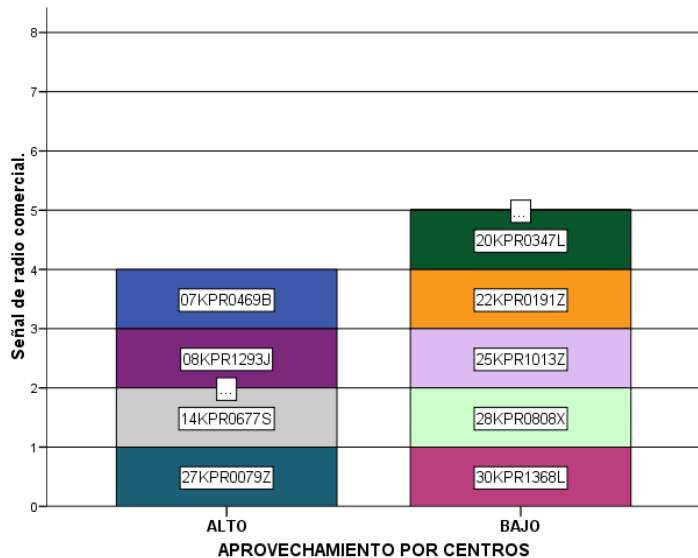 8
7
6
5
4
3
2
1
0
Señal de radio comercial.
...
20KPR0347L
07KPR0469B
22KPR0191Z
08KPR1293J
25KPR1013Z
...
14KPR0677S
28KPR0808X
27KPR0079Z
30KPR1368L
ALTO
BAJO
APROVECHAMIENTO POR CENTROS